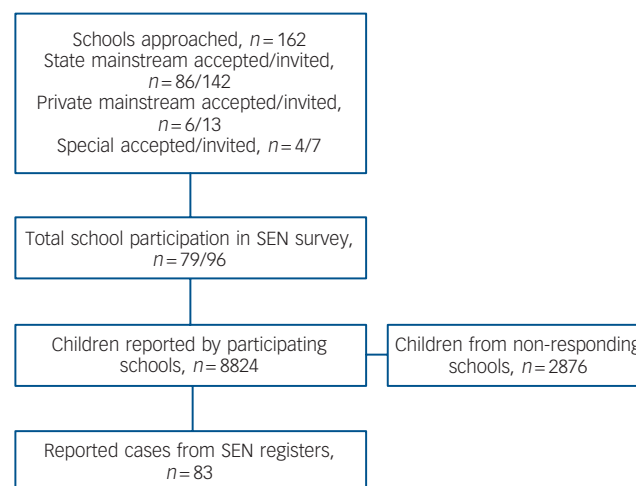 Schools approached, n = 162
State mainstream accepted/invited,
n = 86/142
Private mainstream accepted/invited,
n = 6/13
Special accepted/invited, n = 4/7
Total school participation in SEN survey,
n = 79/96
Children reported by participating
schools, n = 8824
Children from non-responding
schools, n = 2876
Reported cases from SEN registers,
n = 83